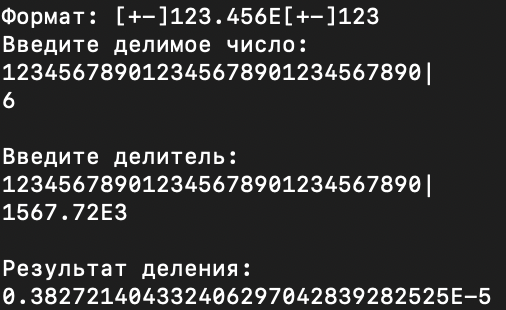 Формат: [+-]123.456E[+-]123
Введите делимое число:
123456789012345678901234567890|
6
Введите делитель:
123456789012345678901234567890|
1567.72E3
Результат деления:
0.382721404332406297042839282525E-5